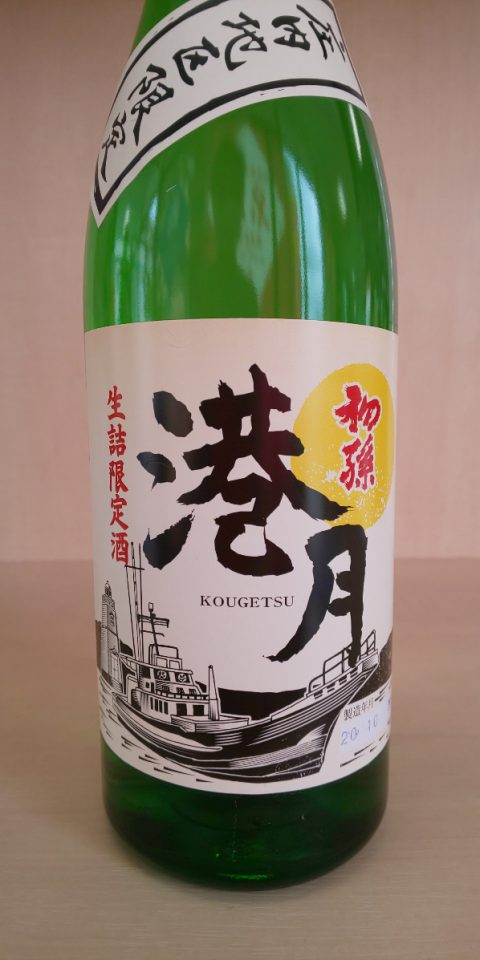 庄内地区限定
初孫
港月
KOUGETSU
生詰限定酒
製造年月
20.10